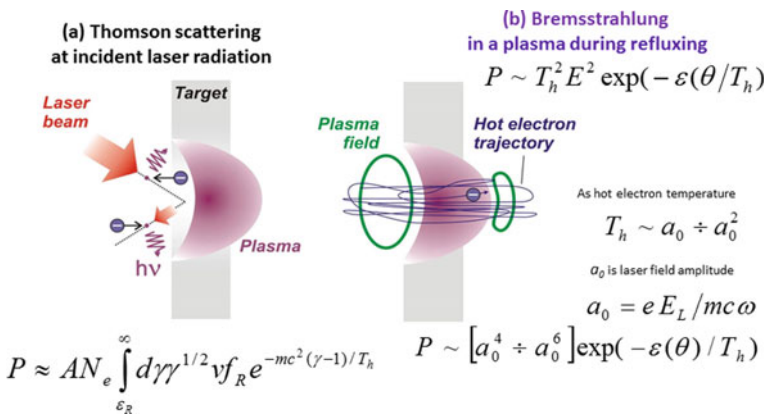 (a) Thomson scattering
at incident laser radiation
Laser
beam
Target
hν
Plasma
P ≈ AN_e ∫_{ε_R}^{∞} dγγ^{1/2} v f_R e^{-mc^2(γ-1)/T_h}
(b) Bremsstrahlung
in a plasma during refluxing
P ~ T_h^2 E^2 exp(− ε(θ/T_h)
Plasma
field
Hot electron
trajectory
As hot electron temperature
T_h ~ a_0 ÷ a_0^2
a_0 is laser field amplitude
a_0 = e E_L / mcω
P ~ [a_0^4 ÷ a_0^6] exp(− ε(θ) / T_h)